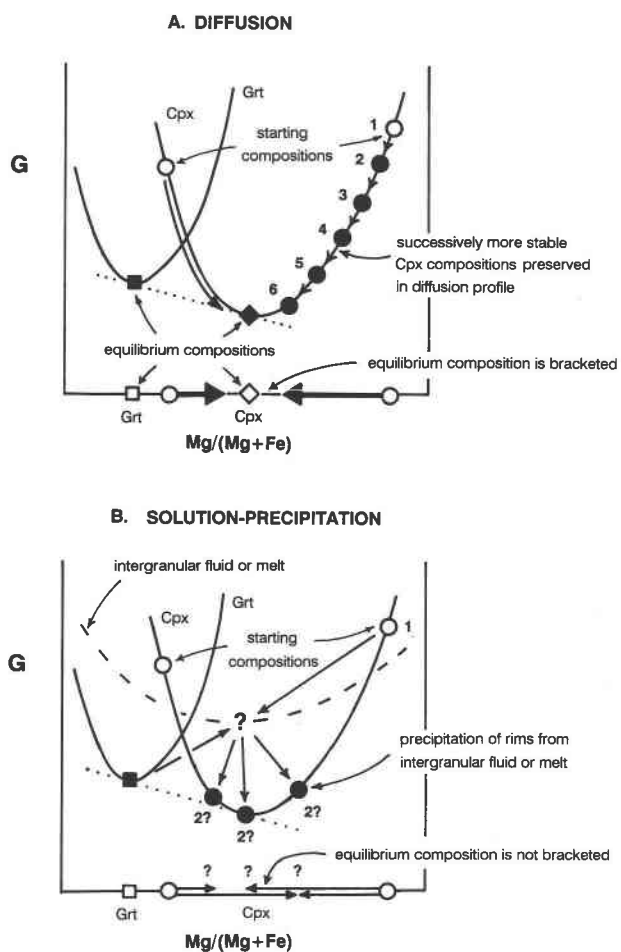 A. DIFFUSION
Grt
Cpx
1
starting
compositions
2
G
3
4
successively more stable
Cpx compositions preserved
in diffusion profile
5
6
equilibrium compositions
equilibrium composition is bracketed
Grt
Cpx
Mg/(Mg+Fe)
B. SOLUTION-PRECIPITATION
intergranular fluid or melt
Cpx
Grt
starting
compositions
1
G
?
precipitation of rims from
intergranular fluid or melt
2?
2?
2?
equilibrium composition is not bracketed
? ? ?
Grt
Cpx
Mg/(Mg+Fe)